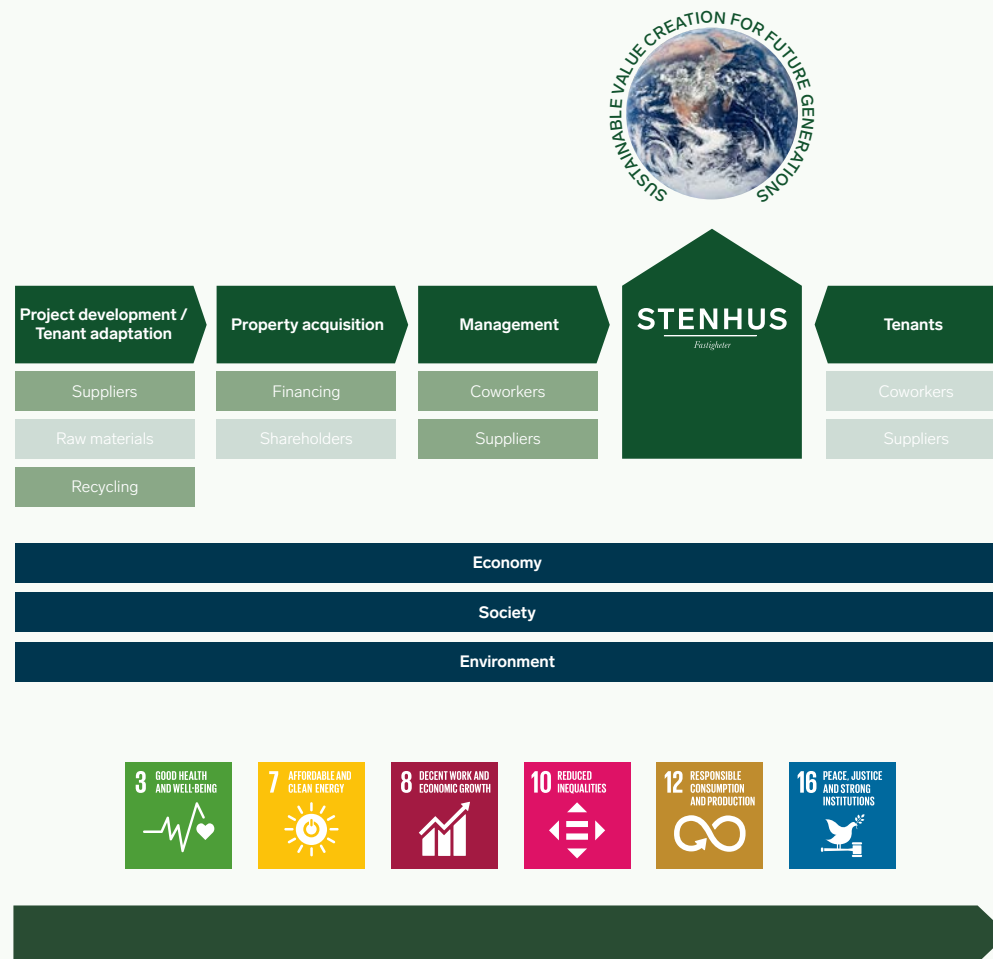 SUSTAINABLE VALUE CREATION FOR FUTURE GENERATIONS
Project development /
Tenant adaptation
Property acquisition
Management
STENHUS
Fastigheter
Tenants
Suppliers
Financing
Coworkers
Coworkers
Raw materials
Shareholders
Suppliers
Suppliers
Recycling
Economy
Society
Environment
3 GOOD HEALTH
AND WELL-BEING
7 AFFORDABLE AND
CLEAN ENERGY
8 DECENT WORK AND
ECONOMIC GROWTH
10 REDUCED
INEQUALITIES
12 RESPONSIBLE
CONSUMPTION
AND PRODUCTION
16 PEACE, JUSTICE
AND STRONG
INSTITUTIONS